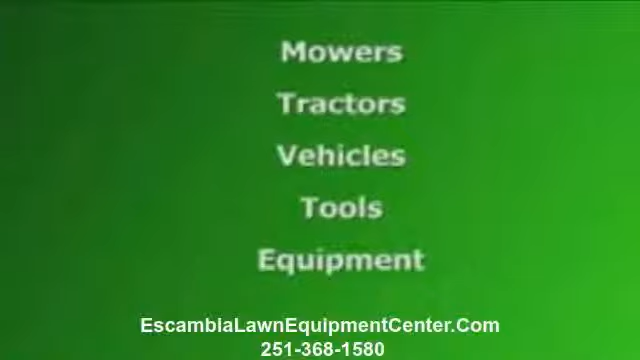 Mowers
Tractors
Vehicles
Tools
Equipment
EscambiaLawnEquipmentCenter.Com
251-368-1580